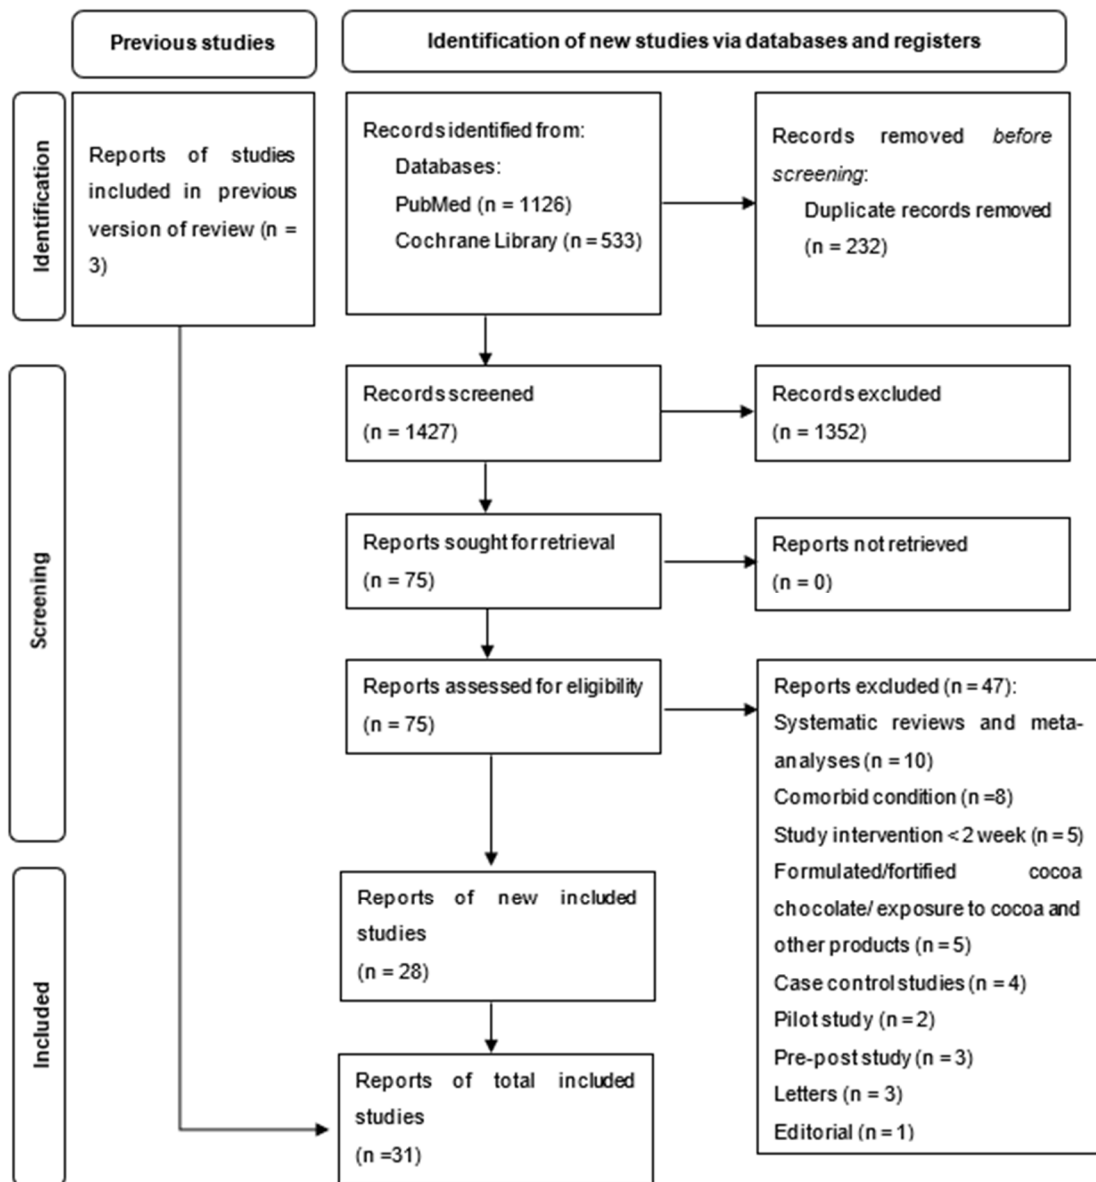 Previous studies
Identification of new studies via databases and registers
Identification
Reports of studies
included in previous
version of review (n =
3)
Records identified from:
Databases:
PubMed (n = 1126)
Cochrane Library (n = 533)
Records removed before
screening:
Duplicate records removed
(n = 232)
Screening
Records screened
(n = 1427)
Records excluded
(n = 1352)
Reports sought for retrieval
(n = 75)
Reports not retrieved
(n = 0)
Reports assessed for eligibility
(n = 75)
Reports excluded (n = 47):
Systematic reviews and meta-
analyses (n = 10)
Comorbid condition (n =8)
Study intervention < 2 week (n = 5)
Formulated/fortified cocoa
chocolate/ exposure to cocoa and
other products (n = 5)
Case control studies (n = 4)
Pilot study (n = 2)
Pre-post study (n = 3)
Letters (n = 3)
Editorial (n = 1)
Included
Reports of new included
studies
(n = 28)
Reports of total included
studies
(n =31)